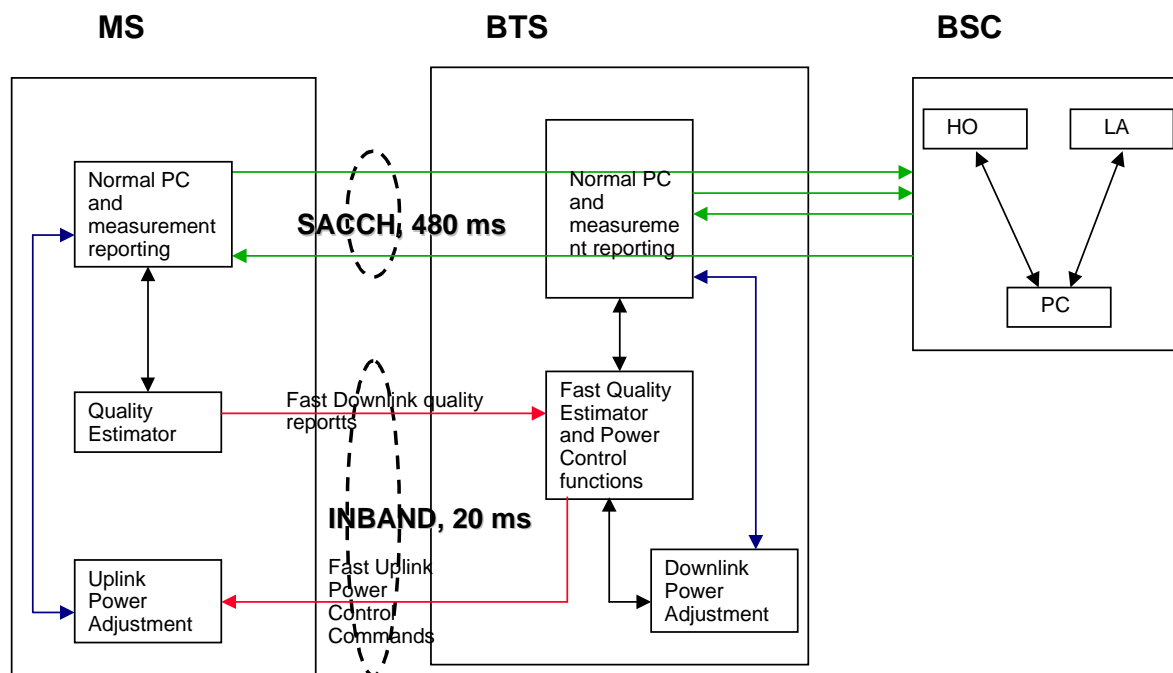 MS
BTS
BSC
HO
LA
PC
Normal PC
and
measurement
reporting
SACCH, 480 ms
Normal PC
and
measureme
nt reporting
Quality
Estimator
Fast Downlink quality
reportts
Fast Quality
Estimator
and Power
Control
functions
INBAND, 20 ms
Uplink
Power
Adjustment
Fast Uplink
Power
Control
Commands
Downlink
Power
Adjustment